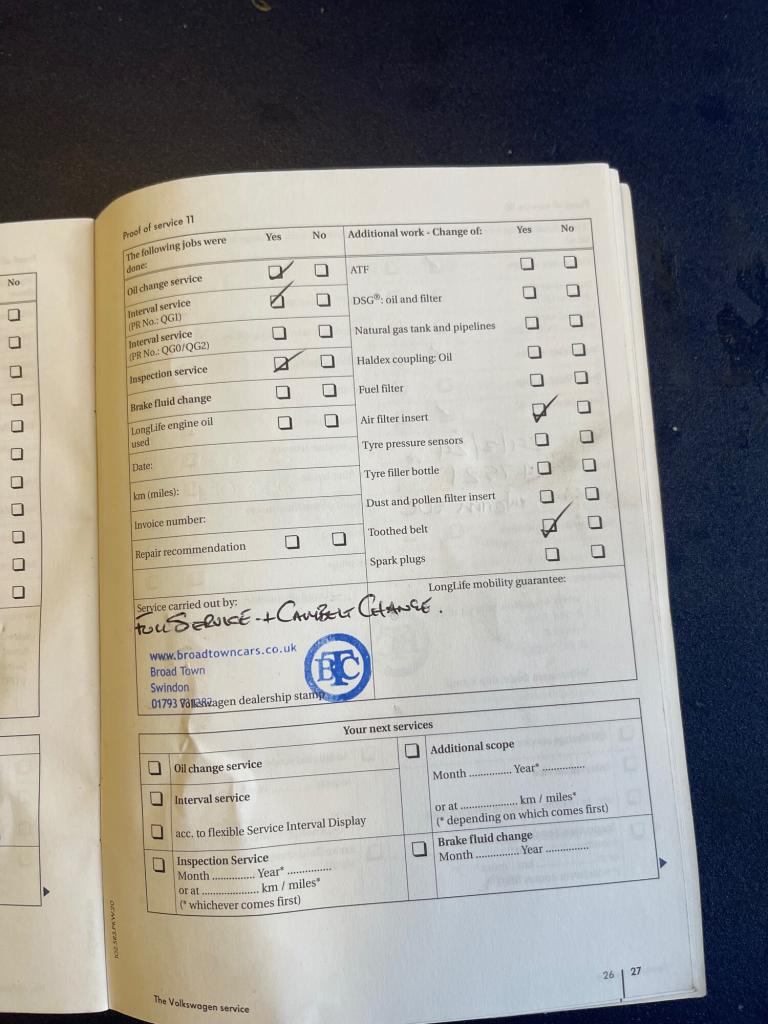 No
Proof of service 11
The following jobs were done:
Yes
No
Oil change service
Interval service
(PR No.: QG1)
Interval service
(PR No.: QG0/QG2)
Inspection service
Brake fluid change
LongLife engine oil
used
Date:
km (miles):
Invoice number:
Repair recommendation
Additional work - Change of:
Yes
No
ATF
DSG®: oil and filter
Natural gas tank and pipelines
Haldex coupling: Oil
Fuel filter
Air filter insert
Tyre pressure sensors
Tyre filler bottle
Dust and pollen filter insert
Toothed belt
Spark plugs
Service carried out by:
FULL SERVICE + CAMBELT CHANGE.
www.broadtowncars.co.uk
Broad Town
Swindon
01793
Volkswagen dealership stamp
BTC
LongLife mobility guarantee:
Your next services
Oil change service
Interval service
acc. to flexible Service Interval Display
Inspection Service
Month ............. Year* .............
or at .................. km / miles*
(* whichever comes first)
Additional scope
Month ............. Year* .............
or at .................. km / miles*
(* depending on which comes first)
Brake fluid change
Month ............. Year .............
The Volkswagen service
26
27